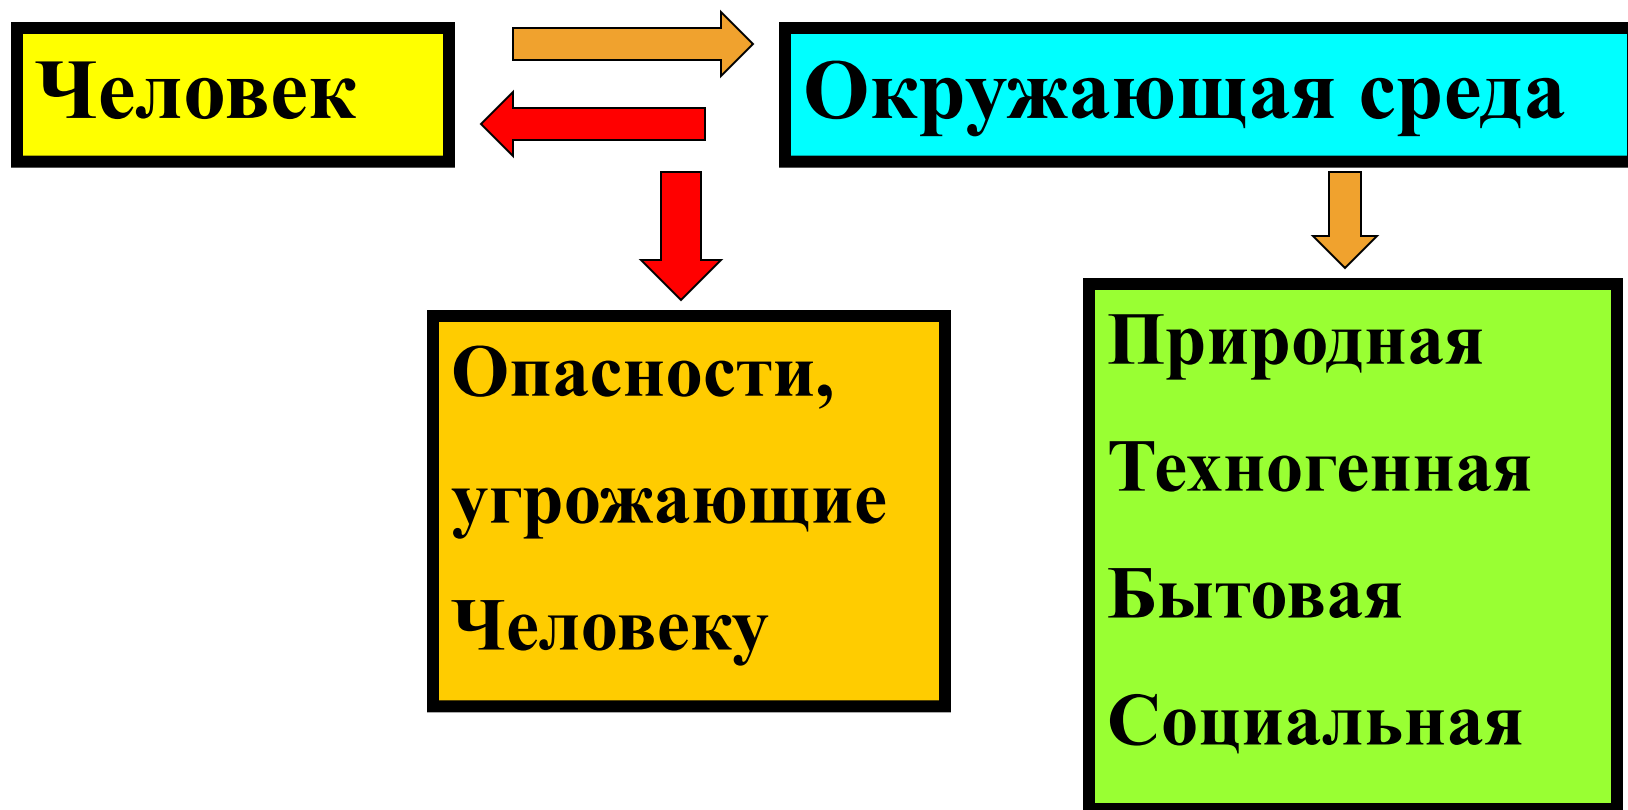 Человек
Окружающая среда
Опасности,
угрожающие
Человеку
Природная
Техногенная
Бытовая
Социальная